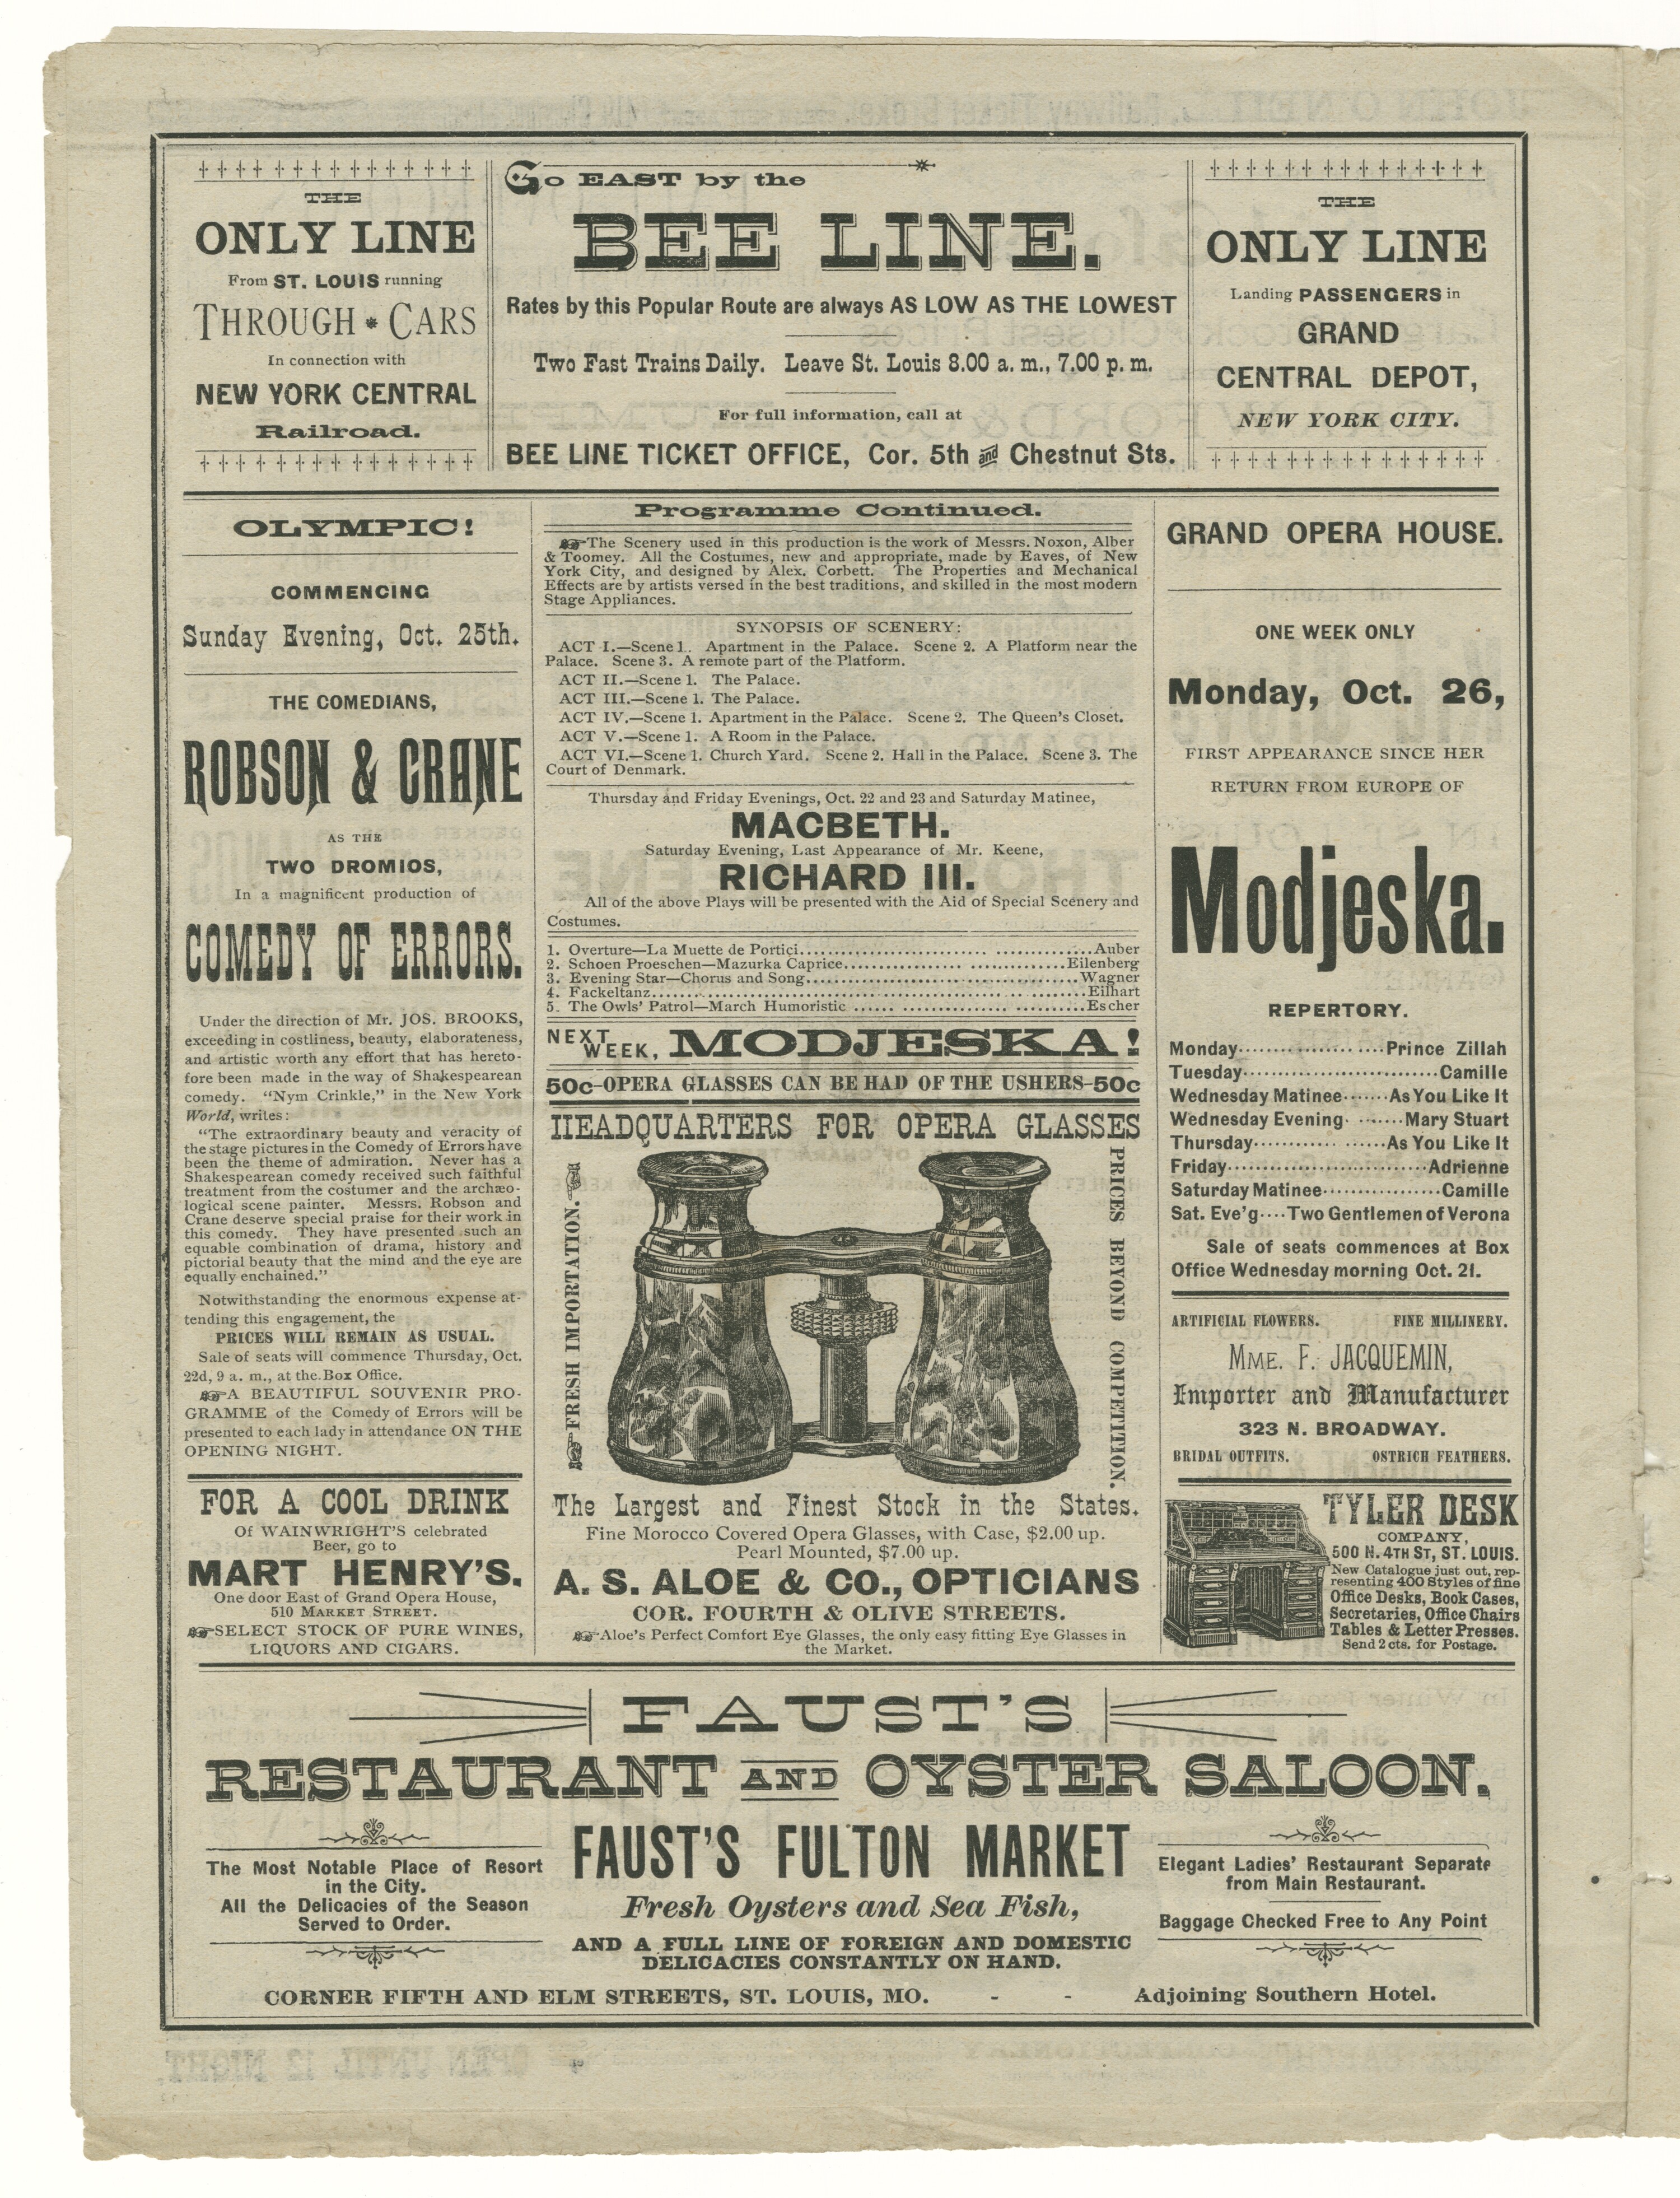 THE
ONLY LINE
From ST. LOUIS running
THROUGH CARS
In connection with
NEW YORK CENTRAL
Railroad.
Go EAST by the
BEE LINE.
Rates by this Popular Route are always AS LOW AS THE LOWEST
Two Fast Trains Daily. Leave St. Louis 8.00 a. m., 7.00 p. m.
For full information, call at
BEE LINE TICKET OFFICE, Cor. 5th and Chestnut Sts.
THE
ONLY LINE
Landing PASSENGERS in
GRAND
CENTRAL DEPOT,
NEW YORK CITY.
OLYMPIC!
COMMENCING
Sunday Evening, Oct. 25th.
THE COMEDIANS,
ROBSON & CRANE
AS THE
TWO DROMIOS,
In a magnificent production of
COMEDY OF ERRORS.
Under the direction of Mr. JOS. BROOKS,
exceeding in costliness, beauty, elaborateness,
and artistic worth any effort that has hereto-
fore been made in the way of Shakespearean
comedy. "Nym Crinkle," in the New York
World, writes:
"The extraordinary beauty and veracity of
the stage pictures in the Comedy of Errors have
been the theme of admiration. Never has a
Shakespearean comedy received such faithful
treatment from the costumer and the archæo-
logical scene painter. Messrs. Robson and
Crane deserve special praise for their work in
this comedy. They have presented such an
equable combination of drama, history and
pictorial beauty that the mind and the eye are
equally enchained."
Notwithstanding the enormous expense at-
tending this engagement, the
PRICES WILL REMAIN AS USUAL.
Sale of seats will commence Thursday, Oct.
22d, 9 a. m., at the Box Office.
☞A BEAUTIFUL SOUVENIR PRO-
GRAMME of the Comedy of Errors will be
presented to each lady in attendance ON THE
OPENING NIGHT.
FOR A COOL DRINK
Of WAINWRIGHT'S celebrated
Beer, go to
MART HENRY'S.
One door East of Grand Opera House,
510 MARKET STREET.
☞SELECT STOCK OF PURE WINES,
LIQUORS AND CIGARS.
Programme Continued.
☞The Scenery used in this production is the work of Messrs. Noxon, Alber
& Toomey. All the Costumes, new and appropriate, made by Eaves, of New
York City, and designed by Alex. Corbett. The Properties and Mechanical
Effects are by artists versed in the best traditions, and skilled in the most modern
Stage Appliances.
SYNOPSIS OF SCENERY:
ACT I.—Scene 1. Apartment in the Palace. Scene 2. A Platform near the
Palace. Scene 3. A remote part of the Platform.
ACT II.—Scene 1. The Palace.
ACT III.—Scene 1. The Palace.
ACT IV.—Scene 1. Apartment in the Palace. Scene 2. The Queen's Closet.
ACT V.—Scene 1. A Room in the Palace.
ACT VI.—Scene 1. Church Yard. Scene 2. Hall in the Palace. Scene 3. The
Court of Denmark.
Thursday and Friday Evenings, Oct. 22 and 23 and Saturday Matinee,
MACBETH.
Saturday Evening, Last Appearance of Mr. Keene,
RICHARD III.
All of the above Plays will be presented with the Aid of Special Scenery and
Costumes.
1. Overture—La Muette de Portici..........Auber
2. Schoen Proeschen—Mazurka Caprice..........Eilenberg
3. Evening Star—Chorus and Song..........Wagner
4. Fackeltanz..........Eilhart
5. The Owls' Patrol—March Humoristic..........Escher
NEXT WEEK, MODJESKA!
50c-OPERA GLASSES CAN BE HAD OF THE USHERS-50c
HEADQUARTERS FOR OPERA GLASSES
☞FRESH IMPORTATION.
PRICES BEYOND COMPETITION.
The Largest and Finest Stock in the States.
Fine Morocco Covered Opera Glasses, with Case, $2.00 up.
Pearl Mounted, $7.00 up.
A. S. ALOE & CO., OPTICIANS
COR. FOURTH & OLIVE STREETS.
☞Aloe's Perfect Comfort Eye Glasses, the only easy fitting Eye Glasses in
the Market.
GRAND OPERA HOUSE.
ONE WEEK ONLY
Monday, Oct. 26,
FIRST APPEARANCE SINCE HER
RETURN FROM EUROPE OF
Modjeska.
REPERTORY.
Monday..........Prince Zillah
Tuesday..........Camille
Wednesday Matinee.......As You Like It
Wednesday Evening.......Mary Stuart
Thursday..........As You Like It
Friday..........Adrienne
Saturday Matinee..........Camille
Sat. Eve'g....Two Gentlemen of Verona
Sale of seats commences at Box
Office Wednesday morning Oct. 21.
ARTIFICIAL FLOWERS. FINE MILLINERY.
MME. F. JACQUEMIN,
Importer and Manufacturer
323 N. BROADWAY.
BRIDAL OUTFITS. OSTRICH FEATHERS.
TYLER DESK
COMPANY,
500 N. 4TH ST, ST. LOUIS.
New Catalogue just out, rep-
resenting 400 Styles of fine
Office Desks, Book Cases,
Secretaries, Office Chairs
Tables & Letter Presses.
Send 2 cts. for Postage.
FAUST'S
RESTAURANT AND OYSTER SALOON.
The Most Notable Place of Resort
in the City.
All the Delicacies of the Season
Served to Order.
FAUST'S FULTON MARKET
Fresh Oysters and Sea Fish,
AND A FULL LINE OF FOREIGN AND DOMESTIC
DELICACIES CONSTANTLY ON HAND.
Elegant Ladies' Restaurant Separate
from Main Restaurant.
Baggage Checked Free to Any Point
CORNER FIFTH AND ELM STREETS, ST. LOUIS, MO. - - Adjoining Southern Hotel.